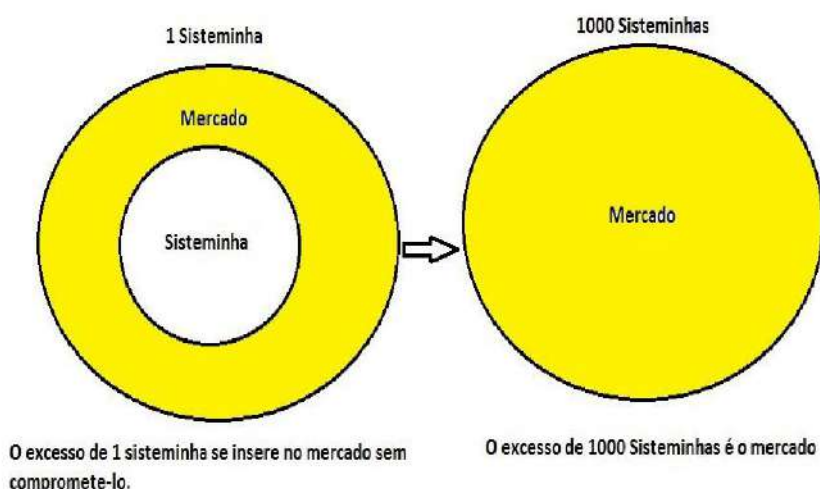 1 Sisteminha
Mercado
Sisteminha
O excesso de 1 sisteminha se insere no mercado sem
compromete-lo.
1000 Sisteminhas
Mercado
O excesso de 1000 Sisteminhas é o mercado